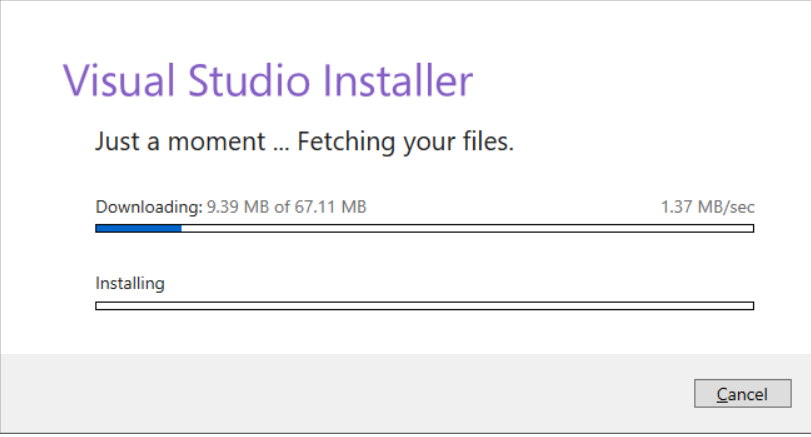 Visual Studio Installer
Just a moment ... Fetching your files.
Downloading: 9.39 MB of 67.11 MB 1.37 MB/sec
Installing
Cancel